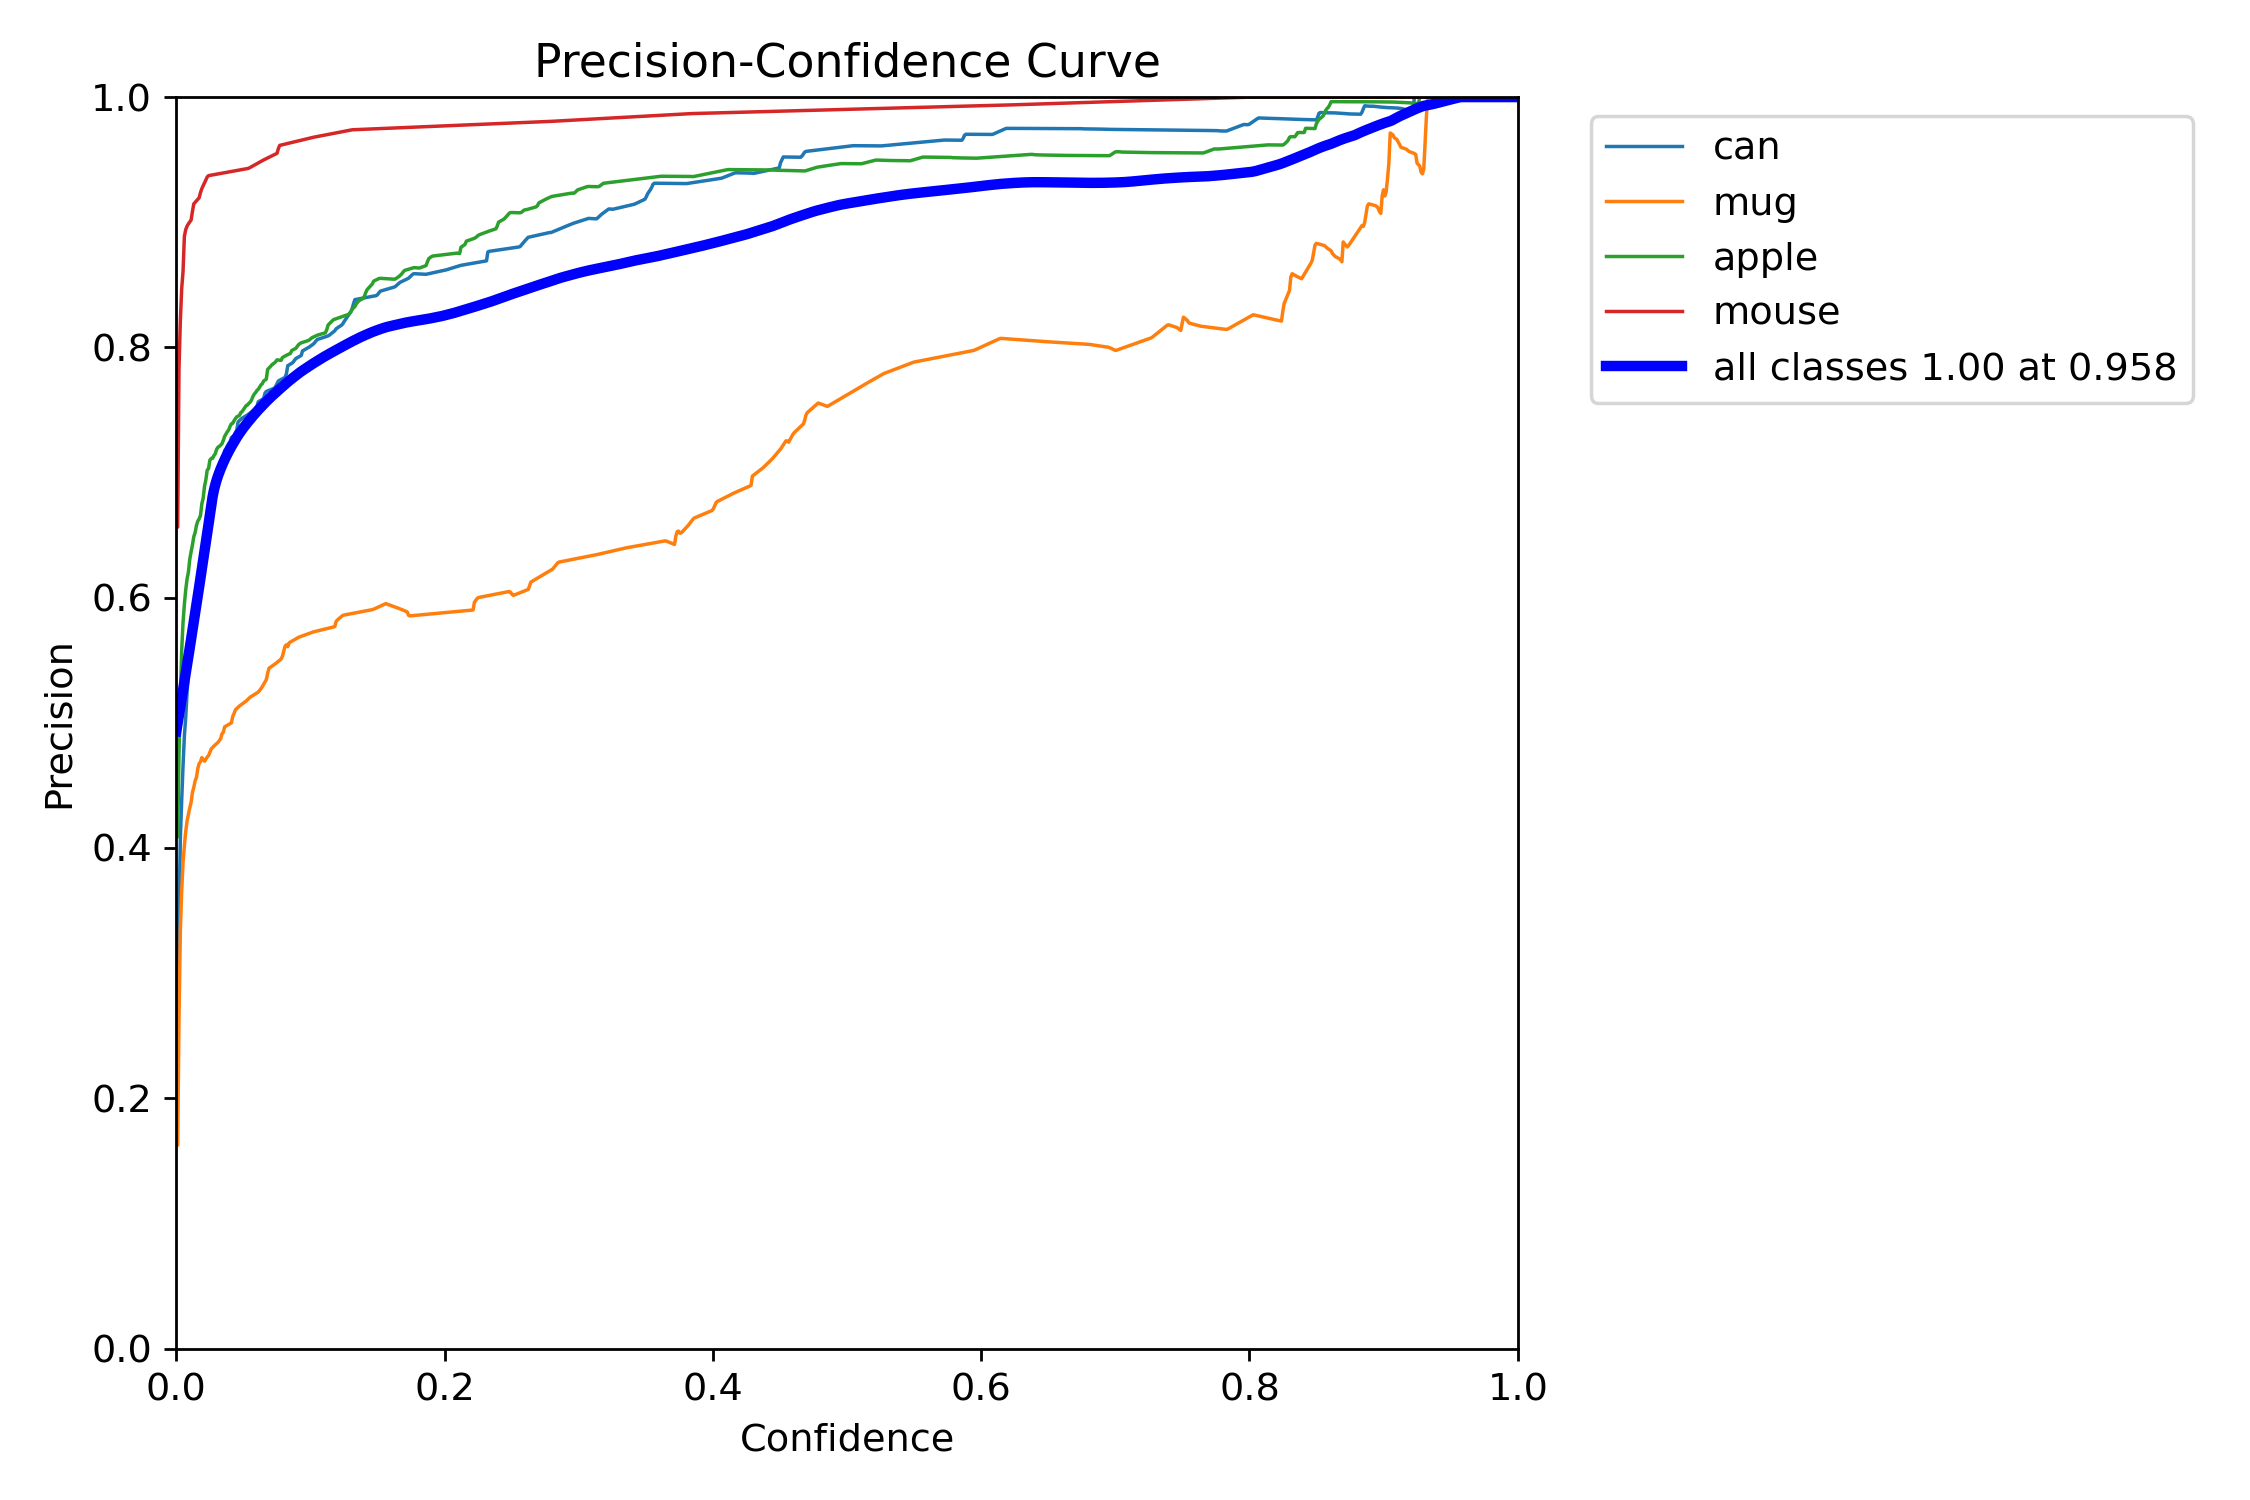 Precision-Confidence Curve
1.0
0.8
0.6
0.4
0.2
0.0
Precision
0.0 0.2 0.4 0.6 0.8 1.0
Confidence
can
mug
apple
mouse
all classes 1.00 at 0.958